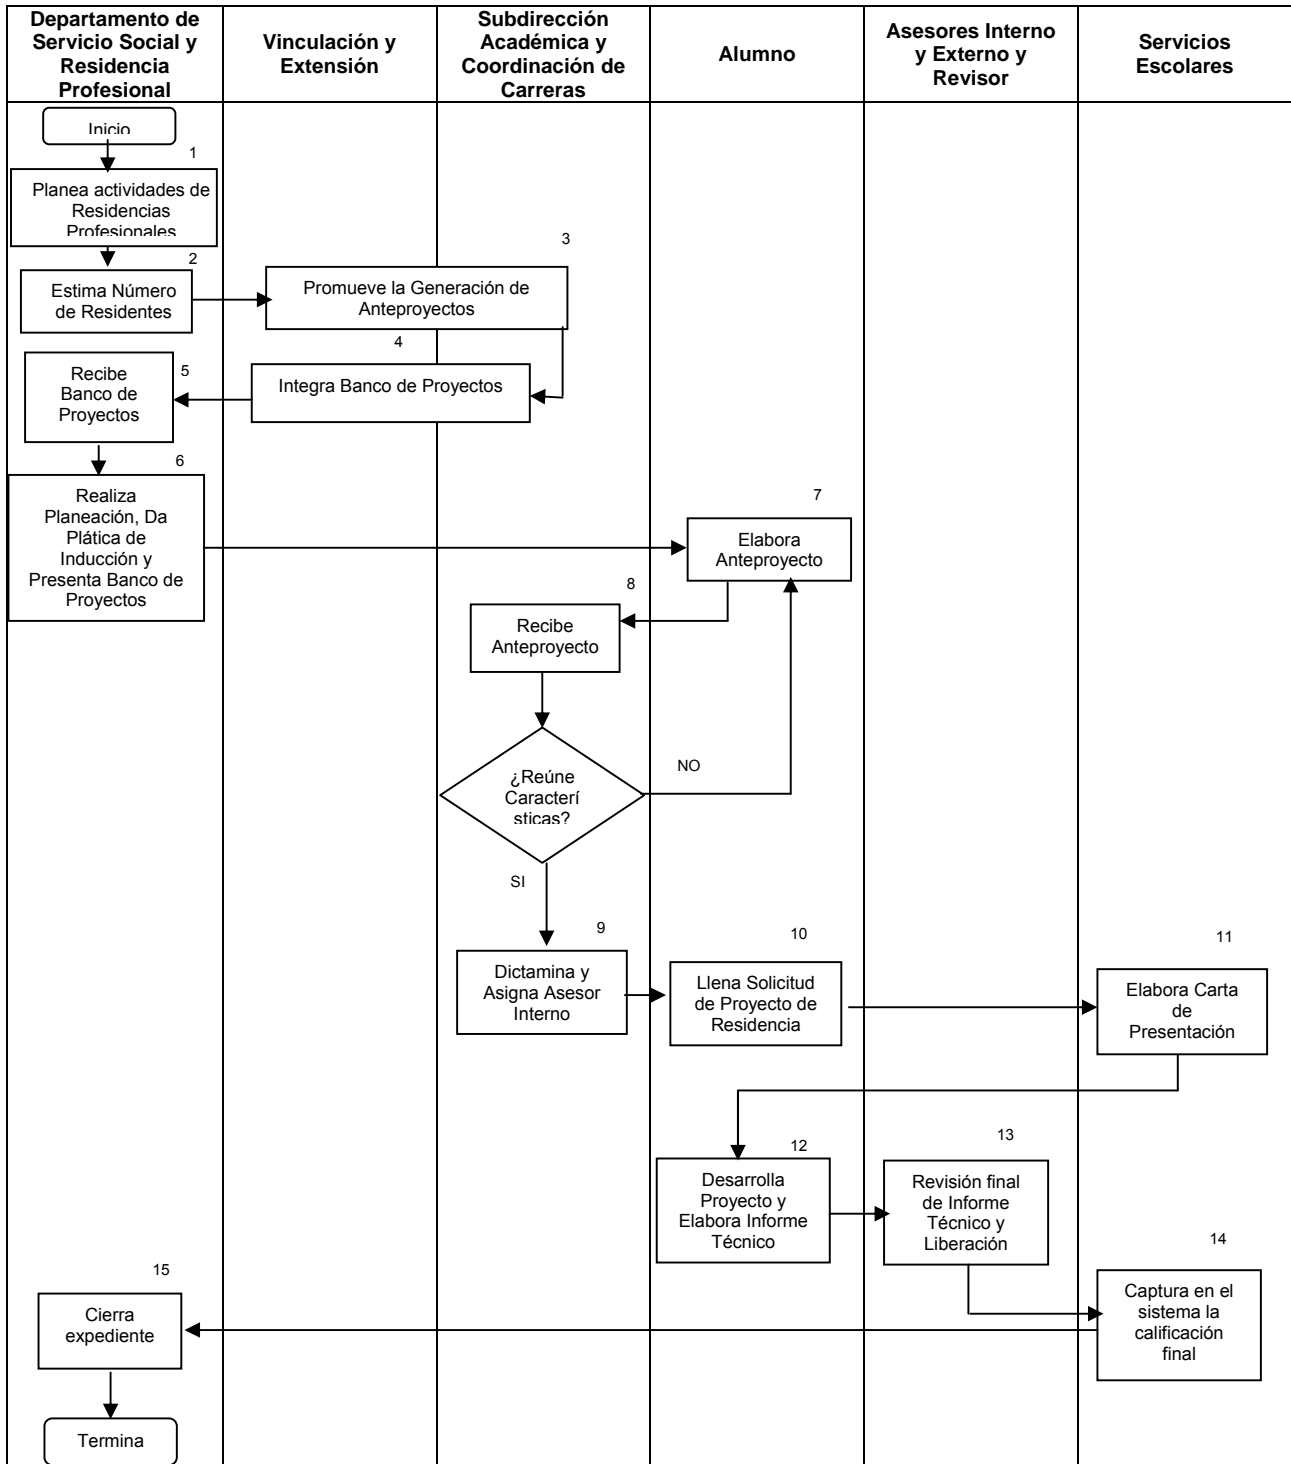 Departamento de
Servicio Social y
Residencia
Profesional
Vinculación y
Extensión
Subdirección
Académica y
Coordinación de
Carreras
Alumno
Asesores Interno
y Externo y
Revisor
Servicios
Escolares
Inicio
1
Planea actividades de
Residencias
Profesionales
2
Estima Número
de Residentes
3
Promueve la Generación de
Anteproyectos
4
Integra Banco de Proyectos
5
Recibe
Banco de
Proyectos
6
Realiza
Planeación, Da
Plática de
Inducción y
Presenta Banco de
Proyectos
7
Elabora
Anteproyecto
8
Recibe
Anteproyecto
¿Reúne
Caracterí
sticas?
NO
SI
9
Dictamina y
Asigna Asesor
Interno
10
Llena Solicitud
de Proyecto de
Residencia
11
Elabora Carta
de
Presentación
12
Desarrolla
Proyecto y
Elabora Informe
Técnico
13
Revisión final
de Informe
Técnico y
Liberación
14
Captura en el
sistema la
calificación
final
15
Cierra
expediente
Termina